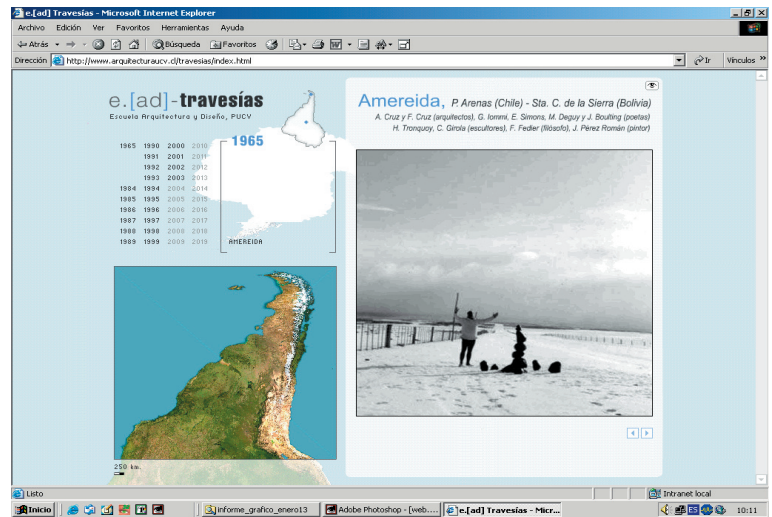 e.[ad] Travesías - Microsoft Internet Explorer
Archivo Edición Ver Favoritos Herramientas Ayuda
Atrás Búsqueda Favoritos
Dirección http://www.arquitecturaucv.cl/travesias/index.html Ir Vínculos »
e.[ad]-travesías
Escuela Arquitectura y Diseño, PUCV
1965
1965 1990 2000 2010
1991 2001 2011
1992 2002 2012
1993 2003 2013
1984 1994 2004 2014
1985 1995 2005 2015
1986 1996 2006 2016
1987 1997 2007 2017
1988 1998 2008 2018
1989 1999 2009 2019
AMEREIDA
250 km.
Amereida, P. Arenas (Chile) - Sta. C. de la Sierra (Bolivia)
A. Cruz y F. Cruz (arquitectos), G. Iommi, E. Simons, M. Deguy y J. Boulting (poetas)
H. Tronquoy, C. Girola (escultores), F. Fedier (filósofo), J. Pérez Román (pintor)
Listo Intranet local
Inicio informe_grafico_enero13 Adobe Photoshop - [web.... e.[ad] Travesías - Micr... ES 10:11